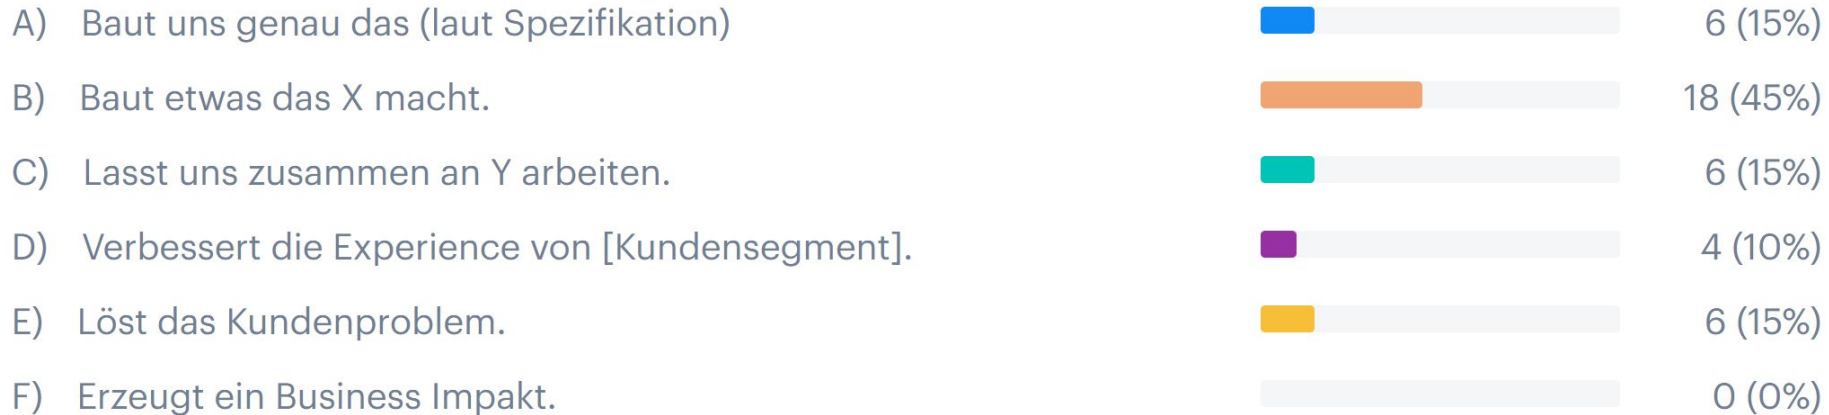 A) Baut uns genau das (laut Spezifikation) 6 (15%)
B) Baut etwas das X macht. 18 (45%)
C) Lasst uns zusammen an Y arbeiten. 6 (15%)
D) Verbessert die Experience von [Kundensegment]. 4 (10%)
E) Löst das Kundenproblem. 6 (15%)
F) Erzeugt ein Business Impakt. 0 (0%)